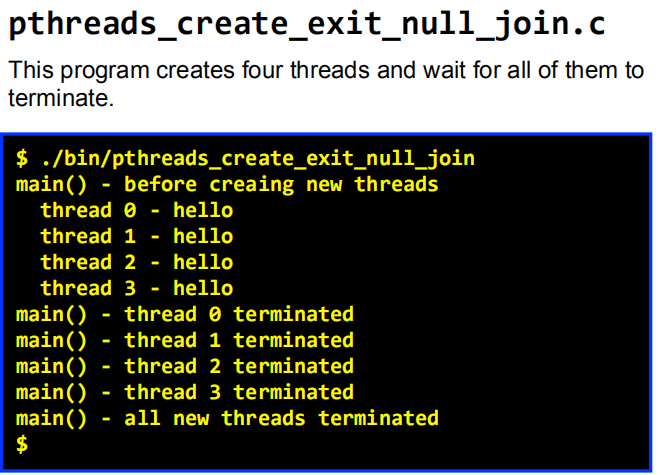 pthreads_create_exit_null_join.c
This program creates four threads and wait for all of them to
terminate.
$ ./bin/pthreads_create_exit_null_join
main() - before creaing new threads
  thread 0 - hello
  thread 1 - hello
  thread 2 - hello
  thread 3 - hello
main() - thread 0 terminated
main() - thread 1 terminated
main() - thread 2 terminated
main() - thread 3 terminated
main() - all new threads terminated
$